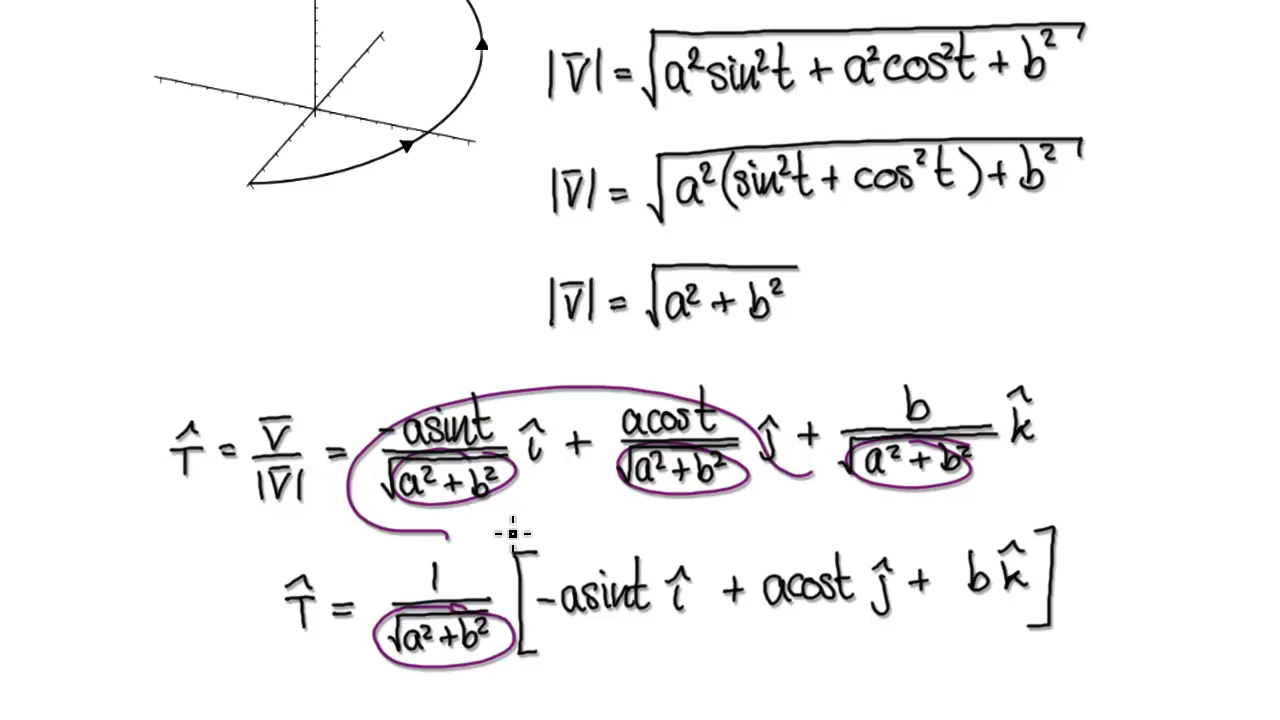 |v̅| = √(a²sin²t + a²cos²t + b²)
|v̅| = √(a²(sin²t + cos²t) + b²)
|v̅| = √(a² + b²)
T̂ = v̅/|v̅| = -asint/√(a² + b²) î + acost/√(a² + b²) ĵ + b/√(a² + b²) k̂
T̂ = 1/√(a² + b²) [-asint î + acost ĵ + b k̂]